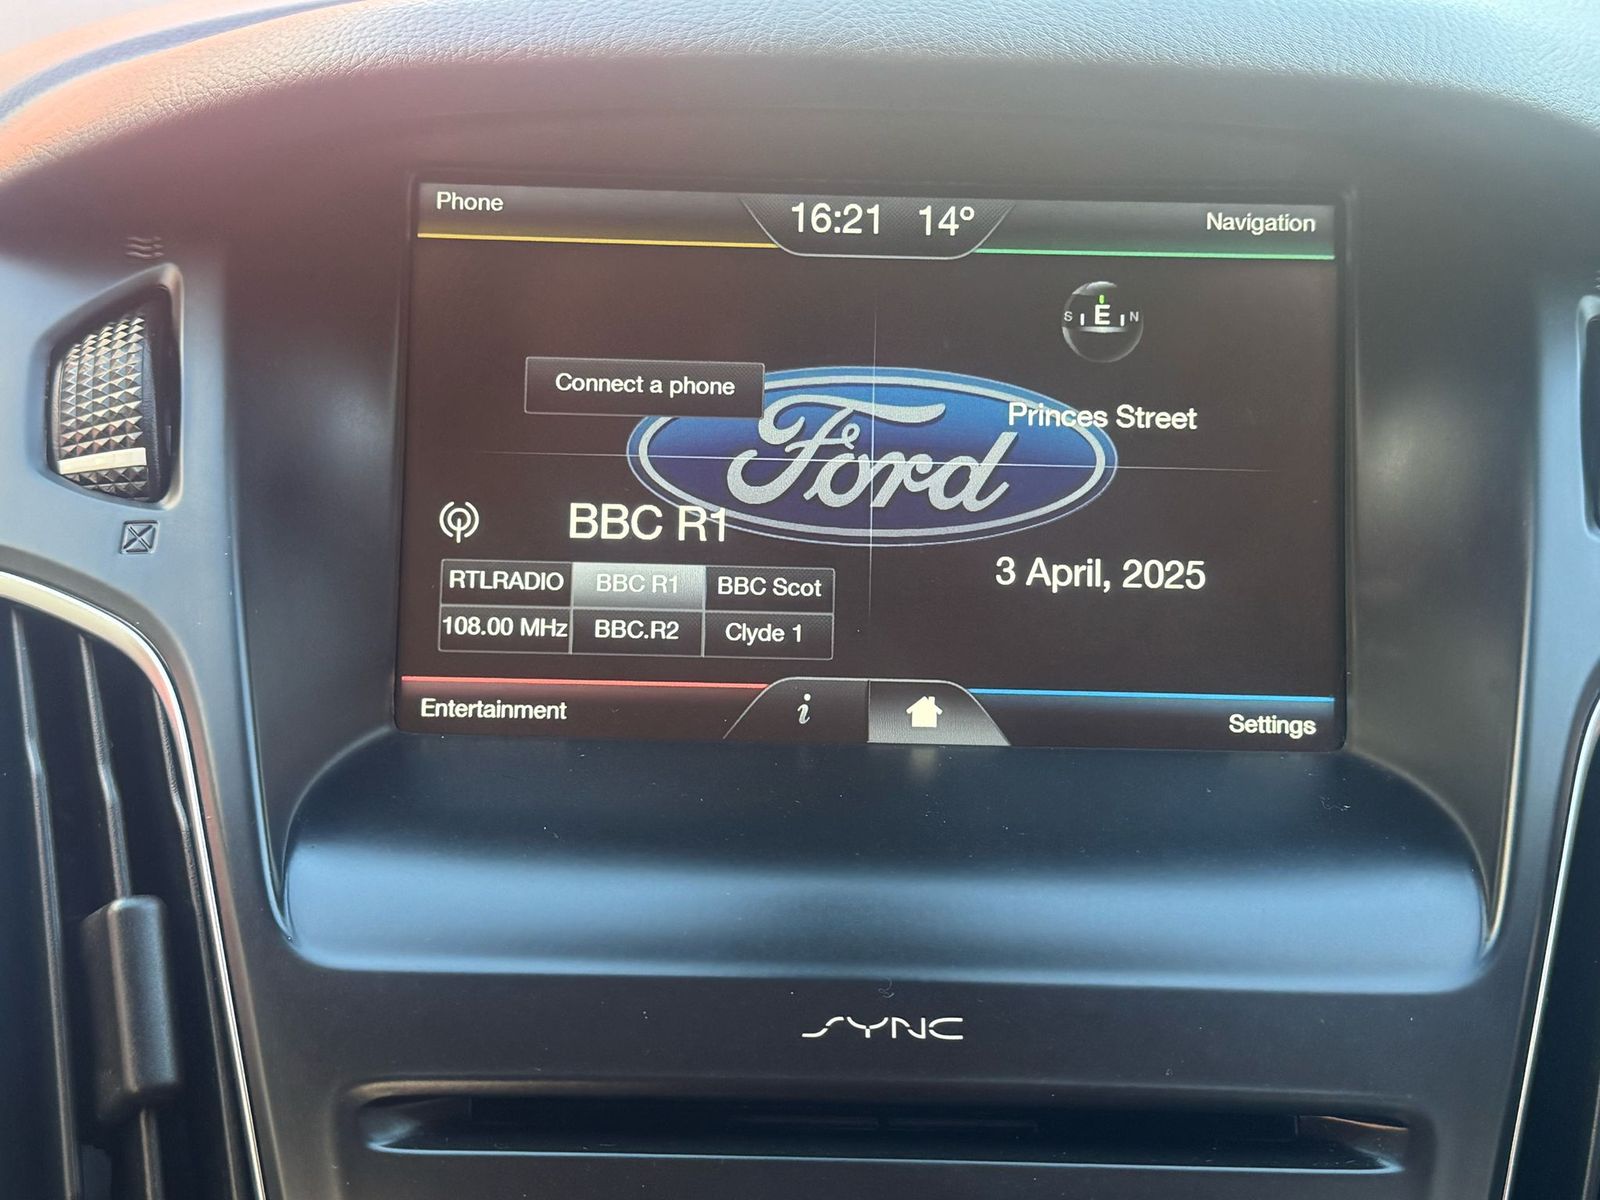 Phone
16:21 14°
Navigation
S E N
Connect a phone
Ford
Princes Street
BBC R1
RTLRADIO BBC R1 BBC Scot
108.00 MHz BBC.R2 Clyde 1
3 April, 2025
Entertainment
i
Settings
SYNC